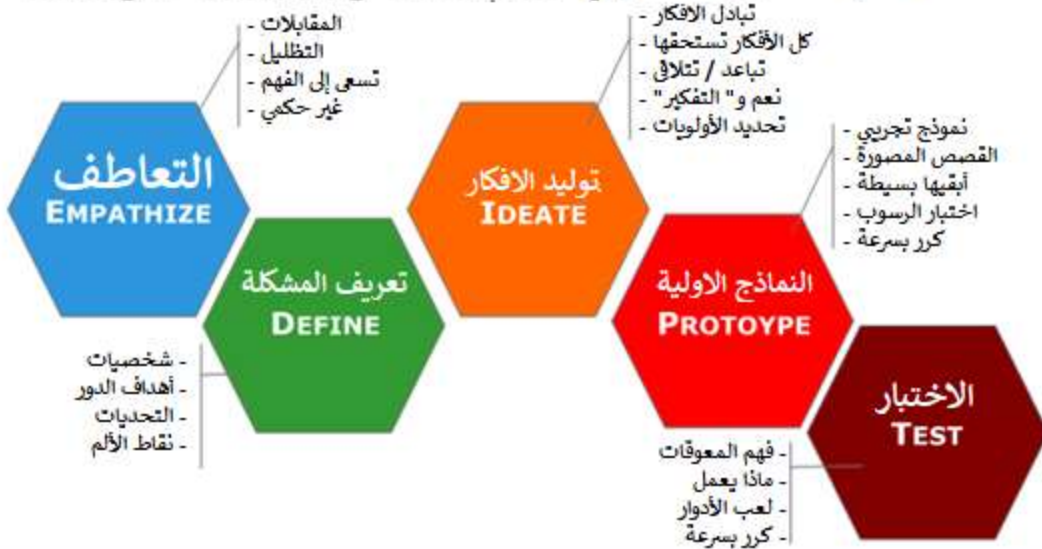 - المقابلات
- التظليل
- تسعى إلى الفهم
- غير حكمي
التعاطف
EMPATHIZE
تعريف المشكلة
DEFINE
- شخصيات
- أهداف الدور
- التحديات
- نقاط الألم
- تبادل الافكار
- كل الأفكار تستحقها
- تباعد / تتلاقى
- نعم و" التفكير"
- تحديد الأولويات
توليد الافكار
IDEATE
- نموذج تجريبي
- القصص المصورة
- أبقيها بسيطة
- اختبار الرسوب
- كرر بسرعة
النماذج الاولية
PROTOYPE
الاختبار
TEST
- فهم المعوقات
- ماذا يعمل
- لعب الأدوار
- كرر بسرعة